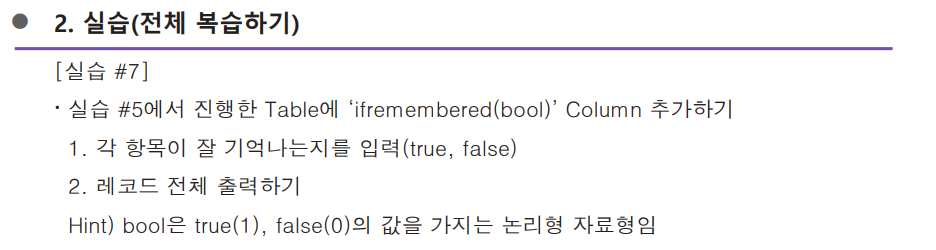 ● 2. 실습(전체 복습하기)
[실습 #7]
· 실습 #5에서 진행한 Table에 ‘ifremembered(bool)’ Column 추가하기
1. 각 항목이 잘 기억나는지를 입력(true, false)
2. 레코드 전체 출력하기
Hint) bool은 true(1), false(0)의 값을 가지는 논리형 자료형임